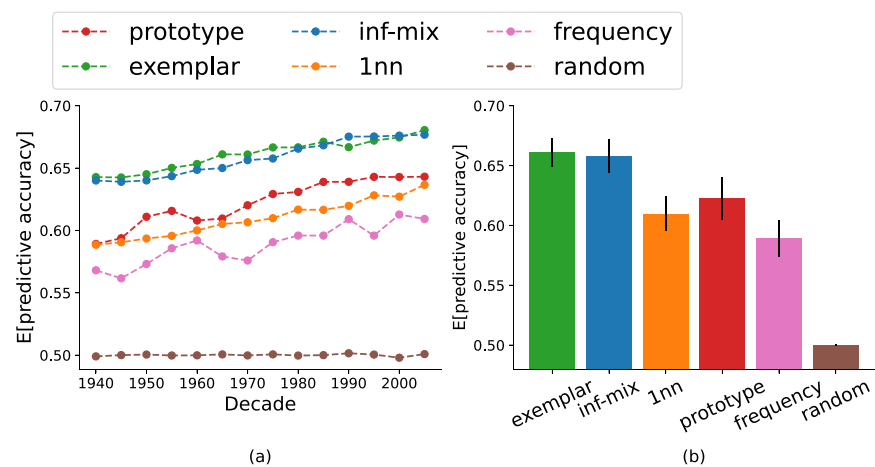 prototype inf-mix frequency
exemplar 1nn random
0.70
0.65
0.60
0.55
0.50
E[predictive accuracy]
1940 1950 1960 1970 1980 1990 2000
Decade
(a)
0.70
0.65
0.60
0.55
0.50
E[predictive accuracy]
exemplar inf-mix 1nn prototype frequency random
(b)